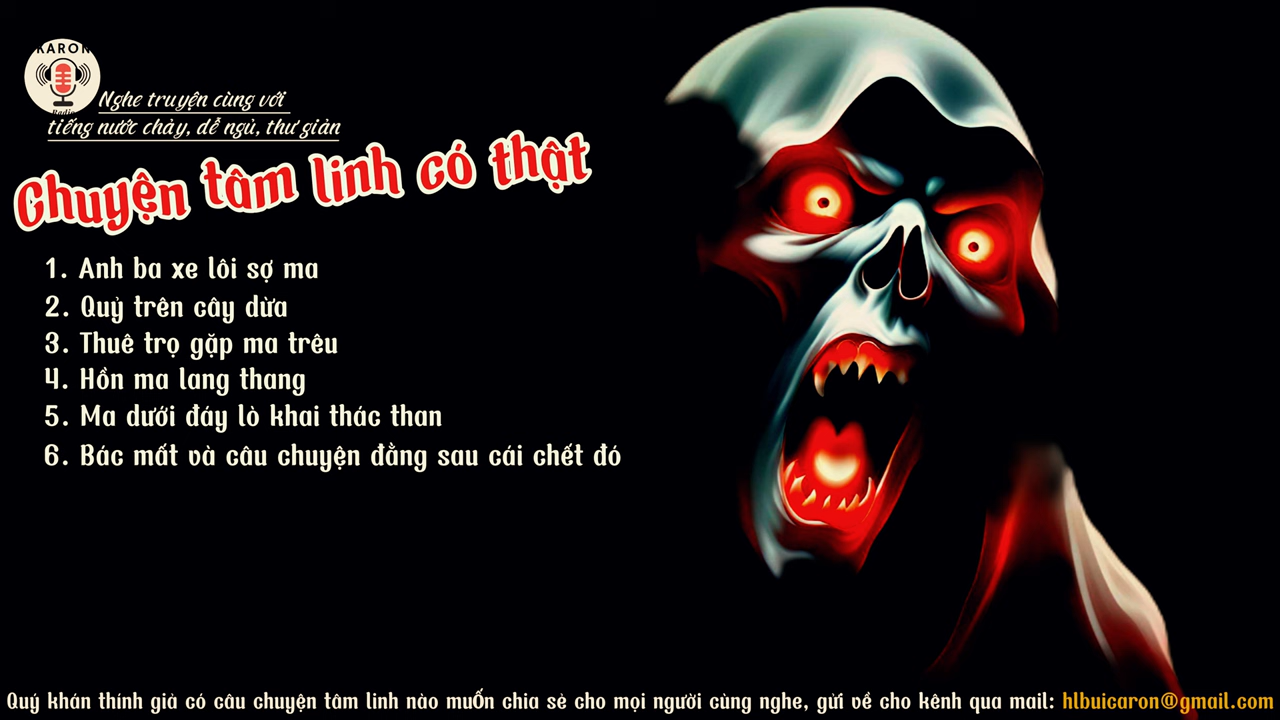 KARON
Radio
Nghe truyện cùng với
tiếng nước chảy, dễ ngủ, thư giản
Chuyện tâm linh có thật
1. Anh ba xe lôi sợ ma
2. Quỷ trên cây dừa
3. Thuê trọ gặp ma trêu
4. Hồn ma lang thang
5. Ma dưới đáy lò khai thác than
6. Bác mất và câu chuyện đằng sau cái chết đó
Quý khán thính giả có câu chuyện tâm linh nào muốn chia sẻ cho mọi người cùng nghe, gửi về cho kênh qua mail: hlbuicaron@gmail.com